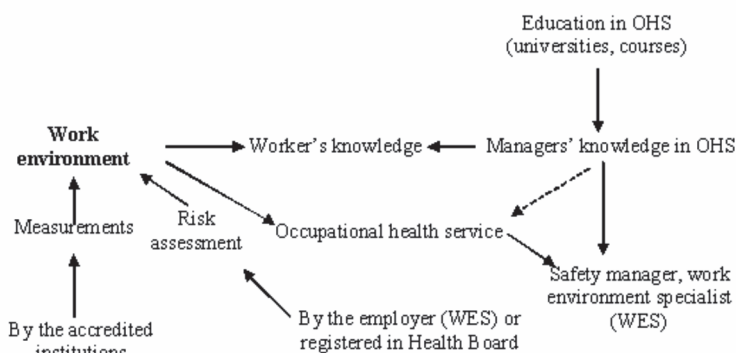 Education in OHS
(universities, courses)
Work
environment
Worker's knowledge
Managers' knowledge in OHS
Measurements
Risk
assessment
Occupational health service
Safety manager, work
environment specialist
(WES)
By the accredited
institutions
By the employer (WES) or
registered in Health Board